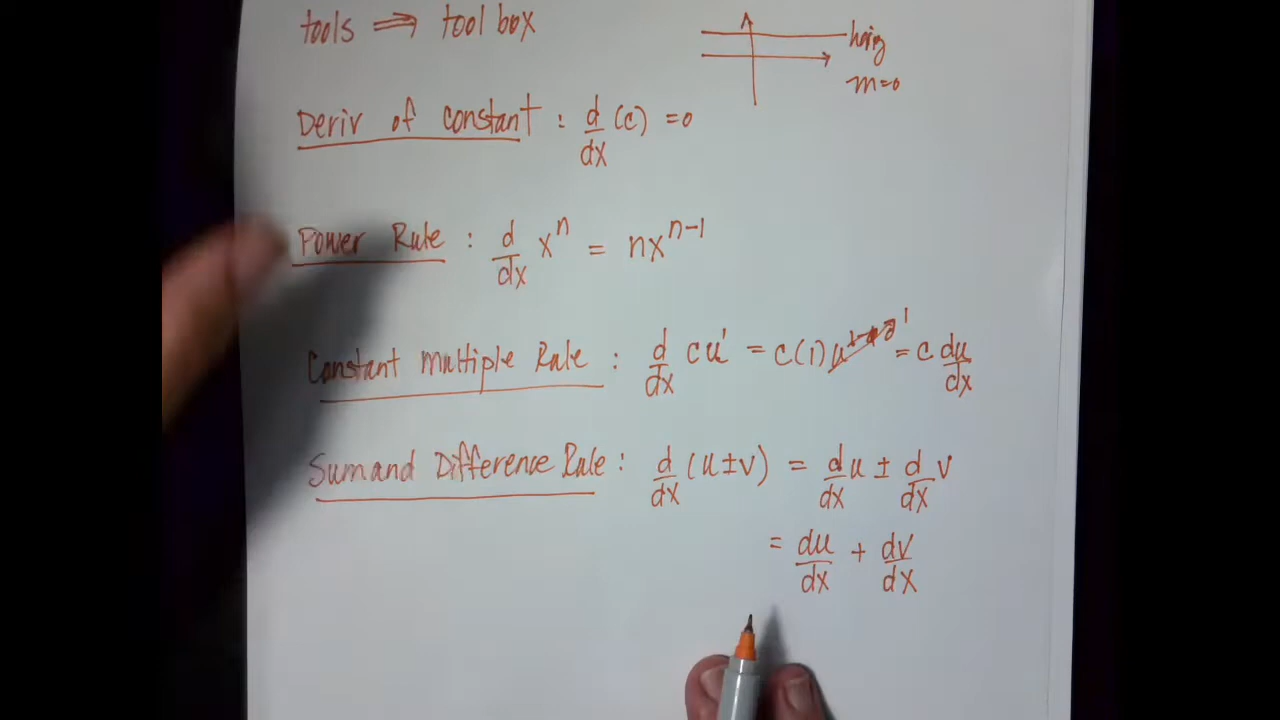 tools ⟹ tool box
horiz
m=0
Deriv of constant : d/dx (c) =0
Power Rule : d/dx x^n = nx^(n-1)
Constant Multiple Rule : d/dx cu^1 = c(1) = c du/dx
Sum and Difference Rule : d/dx (u±v) = d/dx u ± d/dx v
= du/dx + dv/dx